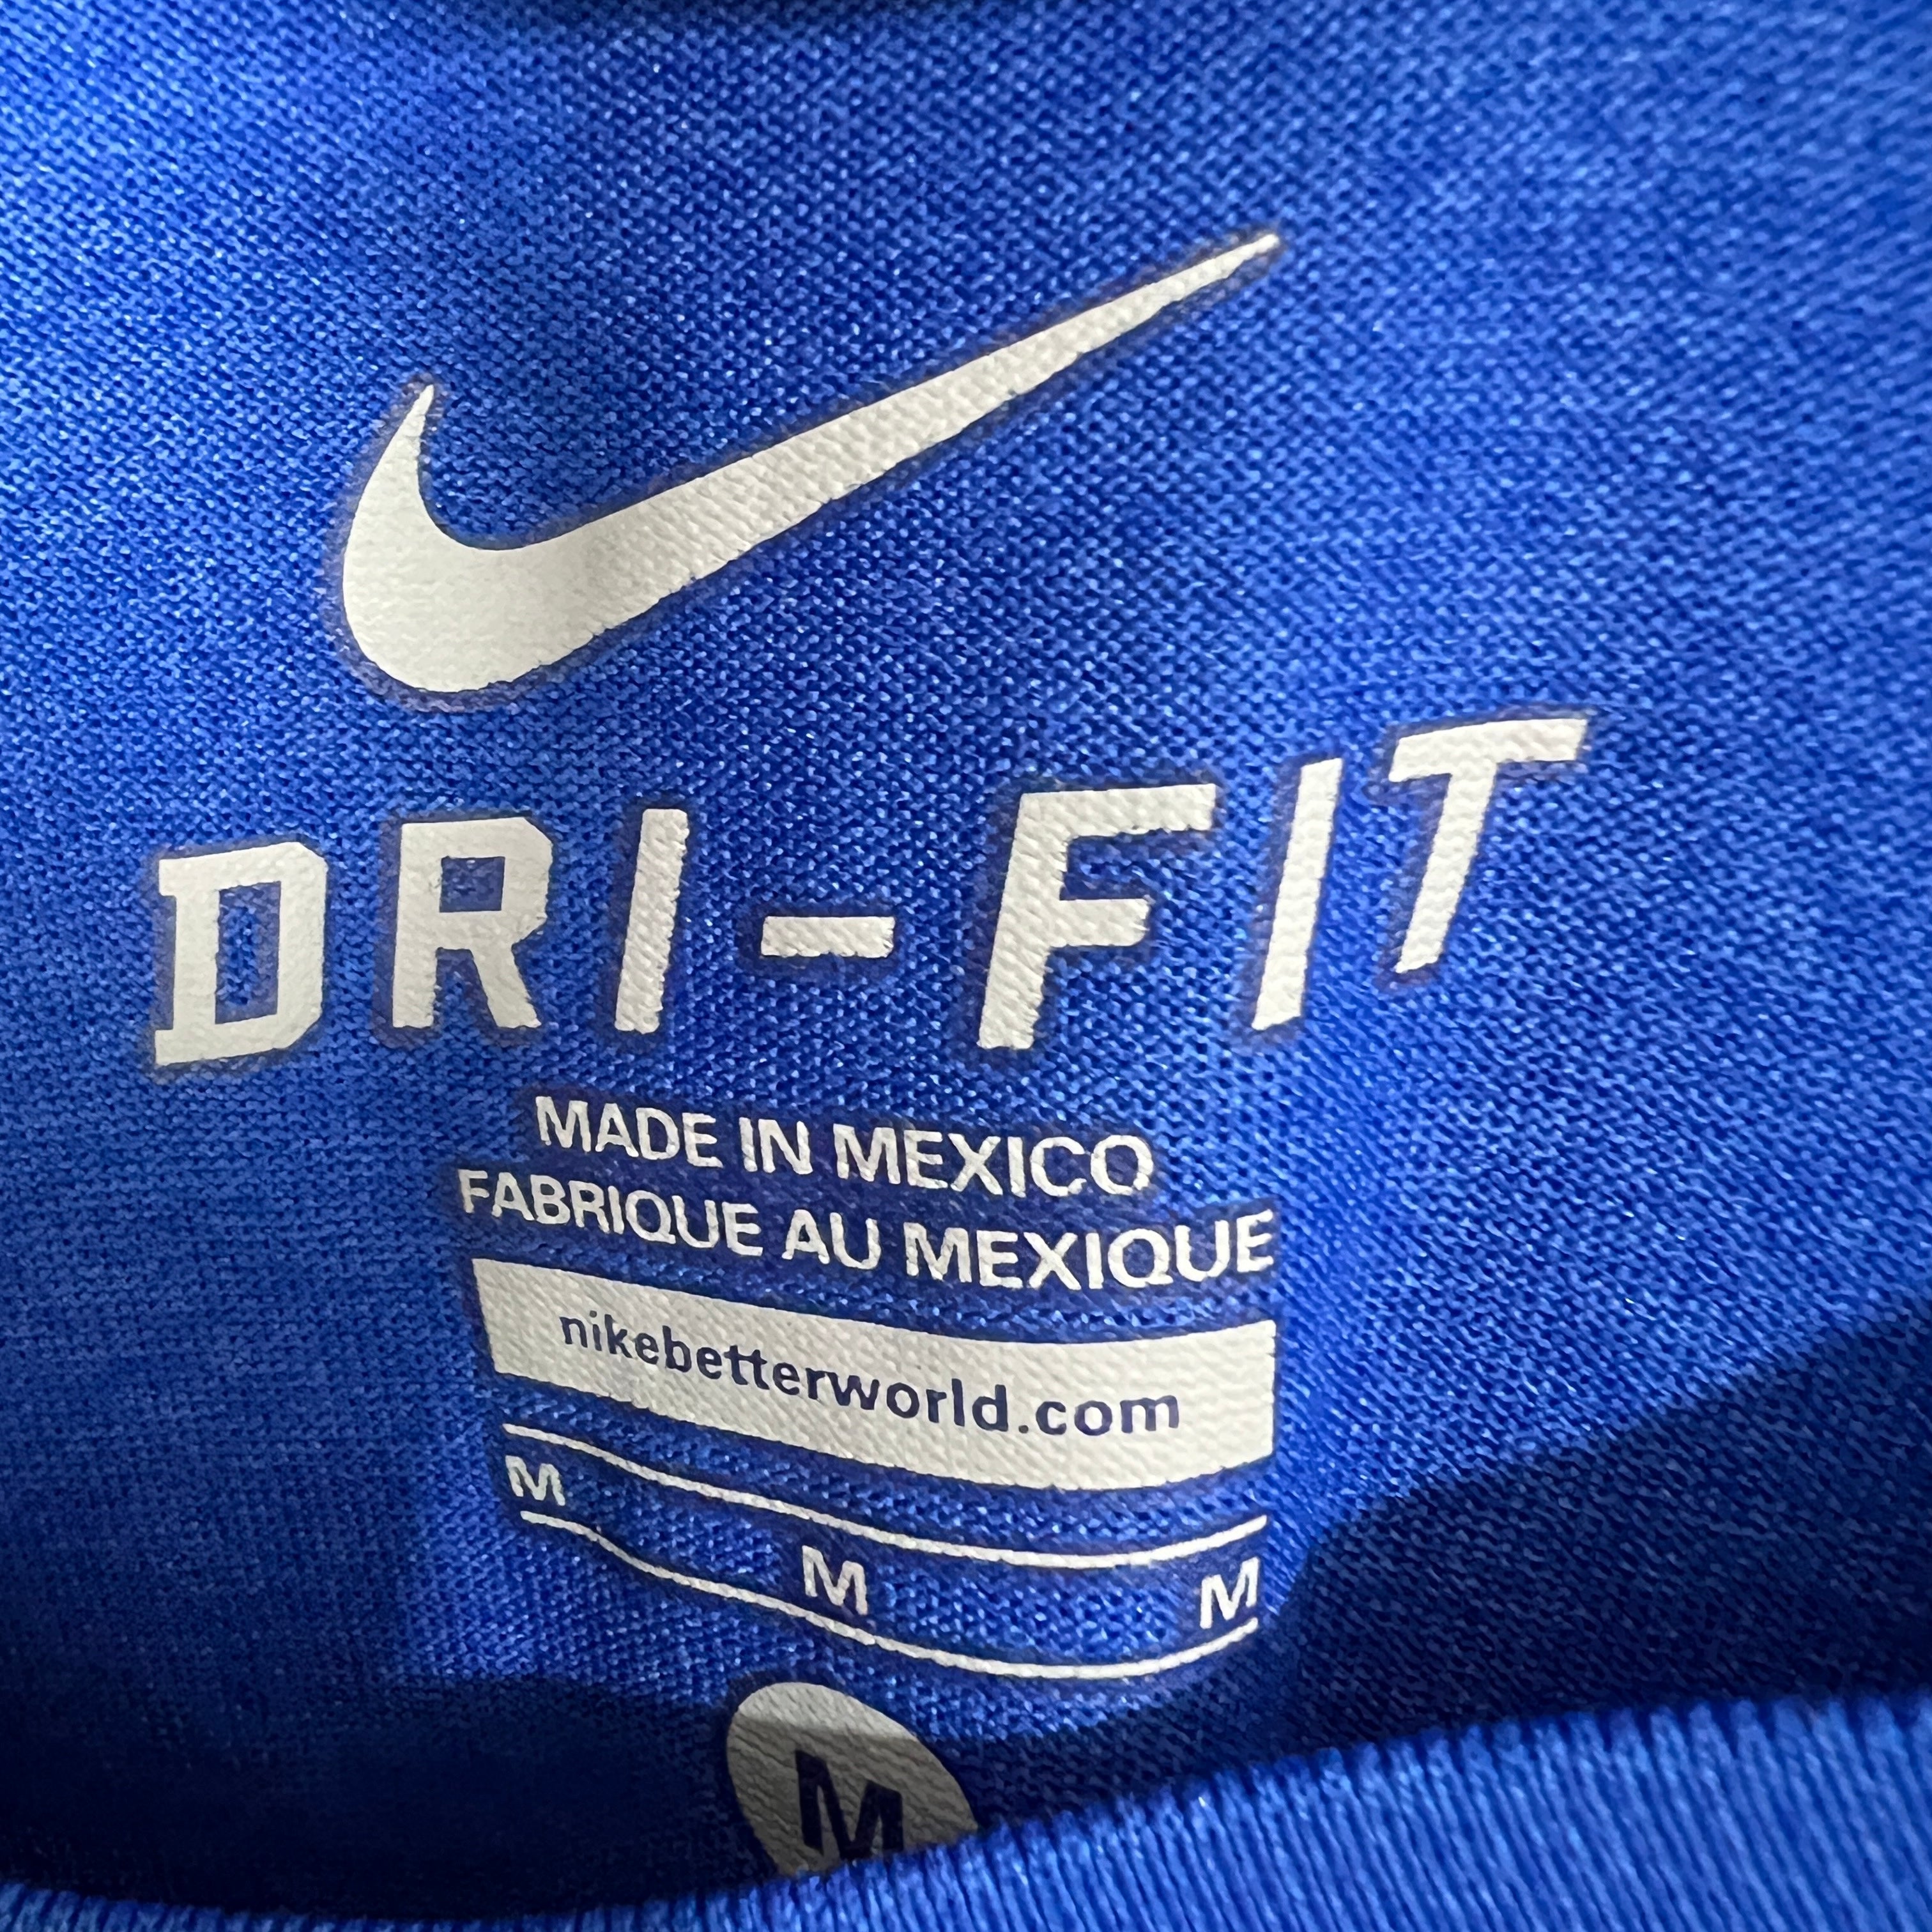 DRI-FIT
MADE IN MEXICO
FABRIQUE AU MEXIQUE
nikebetterworld.com
M M M
M